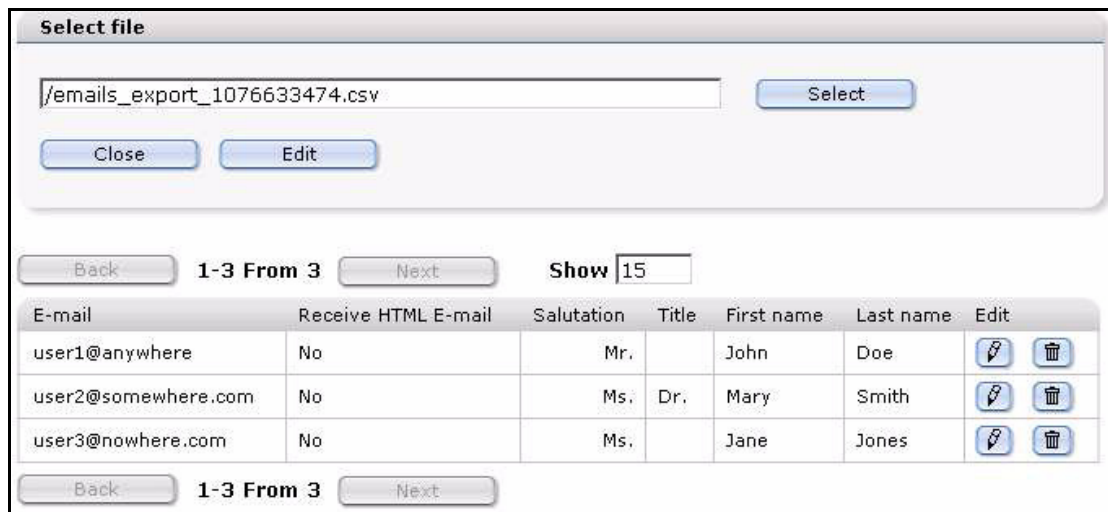 Select file
/emails_export_1076633474.csv Select
Close Edit
Back 1-3 From 3 Next Show 15
E-mail Receive HTML E-mail Salutation Title First name Last name Edit
user1@anywhere No Mr. John Doe
user2@somewhere.com No Ms. Dr. Mary Smith
user3@nowhere.com No Ms. Jane Jones
Back 1-3 From 3 Next